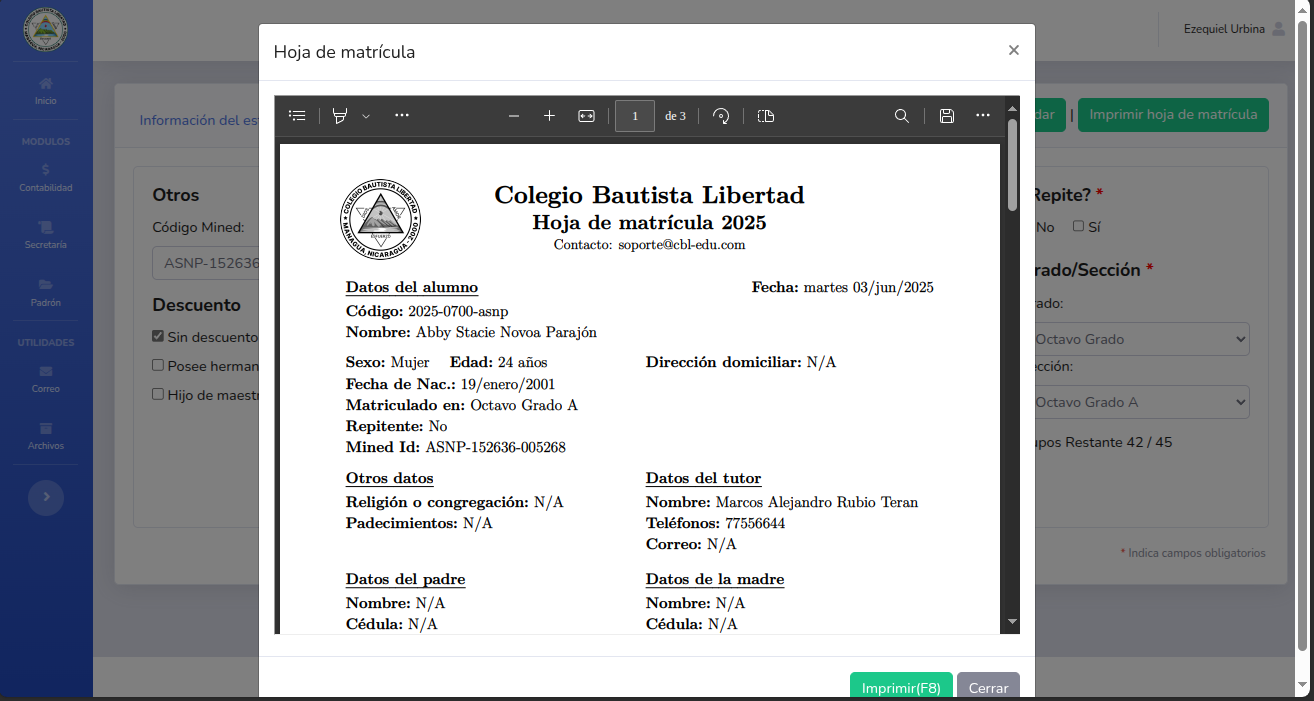 Ezequiel Urbina
Inicio
MODULOS
Contabilidad
Secretaría
Padrón
UTILIDADES
Correo
Archivos
Hoja de matrícula
×
1 de 3
COLEGIO BAUTISTA LIBERTAD
MANAGUA, NICARAGUA - 2000
Colegio Bautista Libertad
Hoja de matrícula 2025
Contacto: soporte@cbl-edu.com
Datos del alumno
Fecha: martes 03/jun/2025
Código: 2025-0700-asnp
Nombre: Abby Stacie Novoa Parajón
Sexo: Mujer Edad: 24 años
Dirección domiciliar: N/A
Fecha de Nac.: 19/enero/2001
Matriculado en: Octavo Grado A
Repitente: No
Mined Id: ASNP-152636-005268
Otros datos
Religión o congregación: N/A
Padecimientos: N/A
Datos del tutor
Nombre: Marcos Alejandro Rubio Teran
Teléfonos: 77556644
Correo: N/A
Datos del padre
Nombre: N/A
Cédula: N/A
Datos de la madre
Nombre: N/A
Cédula: N/A
Imprimir(F8)
Cerrar
Información del es
dar
| Imprimir hoja de matrícula
Otros
Código Mined:
ASNP-152636
Descuento
Sin descuento
Posee herman
Hijo de maest
Repite? *
No Sí
rado/Sección *
ado:
Octavo Grado
cción:
Octavo Grado A
upos Restante 42 / 45
* Indica campos obligatorios